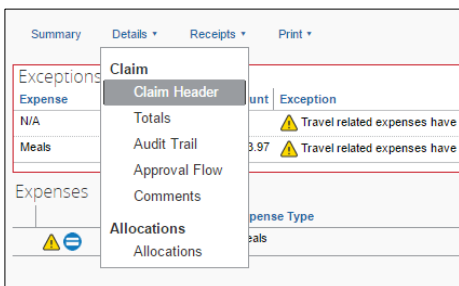 Summary Details Receipts Print
Exceptions Claim
Expense Claim Header unt Exception
N/A Totals Travel related expenses have
Meals Audit Trail 3.97 Travel related expenses have
Approval Flow
Expenses Comments
pense Type
Allocations eals
Allocations